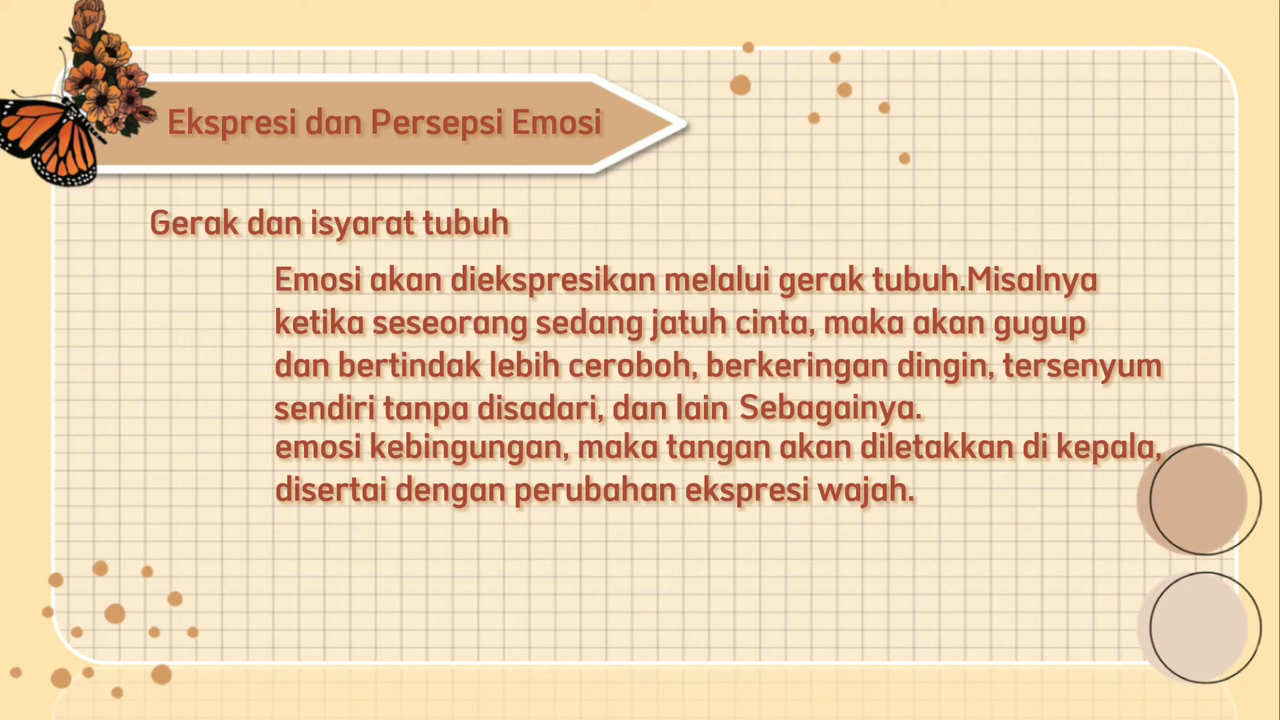 Ekspresi dan Persepsi Emosi
Gerak dan isyarat tubuh
Emosi akan diekspresikan melalui gerak tubuh.Misalnya
ketika seseorang sedang jatuh cinta, maka akan gugup
dan bertindak lebih ceroboh, berkeringan dingin, tersenyum
sendiri tanpa disadari, dan lain Sebagainya.
emosi kebingungan, maka tangan akan diletakkan di kepala,
disertai dengan perubahan ekspresi wajah.